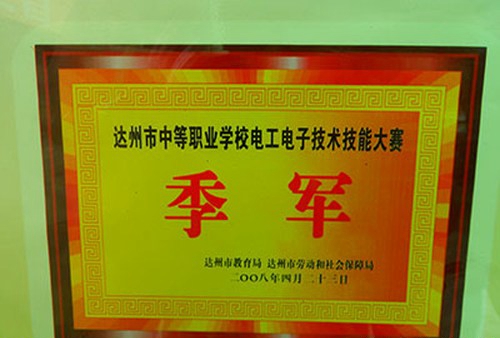 达州市中等职业学校电工电子技术技能大赛
季军
达州市教育局 达州市劳动和社会保障局
二〇〇八年四月二十三日